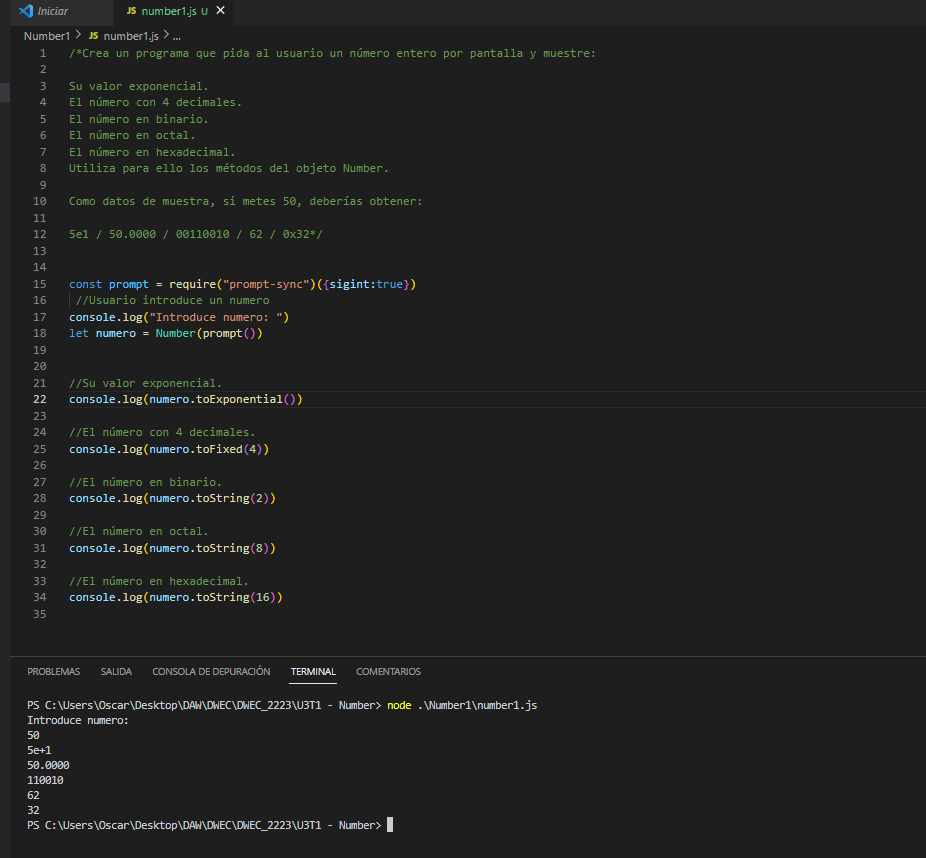 Iniciar
JS number1.js U ×
Number1 > JS number1.js > ...
1 /*Crea un programa que pida al usuario un número entero por pantalla y muestre:
2
3 Su valor exponencial.
4 El número con 4 decimales.
5 El número en binario.
6 El número en octal.
7 El número en hexadecimal.
8 Utiliza para ello los métodos del objeto Number.
9
10 Como datos de muestra, si metes 50, deberías obtener:
11
12 5e1 / 50.0000 / 00110010 / 62 / 0x32*/
13
14
15 const prompt = require("prompt-sync")({sigint:true})
16 //Usuario introduce un numero
17 console.log("Introduce numero: ")
18 let numero = Number(prompt())
19
20
21 //Su valor exponencial.
22 console.log(numero.toExponential())
23
24 //El número con 4 decimales.
25 console.log(numero.toFixed(4))
26
27 //El número en binario.
28 console.log(numero.toString(2))
29
30 //El número en octal.
31 console.log(numero.toString(8))
32
33 //El número en hexadecimal.
34 console.log(numero.toString(16))
35
PROBLEMAS SALIDA CONSOLA DE DEPURACIÓN TERMINAL COMENTARIOS
PS C:\Users\Oscar\Desktop\DAW\DWEC\DWEC_2223\U3T1 - Number> node .\Number1\number1.js
Introduce numero:
50
5e+1
50.0000
110010
62
32
PS C:\Users\Oscar\Desktop\DAW\DWEC\DWEC_2223\U3T1 - Number>